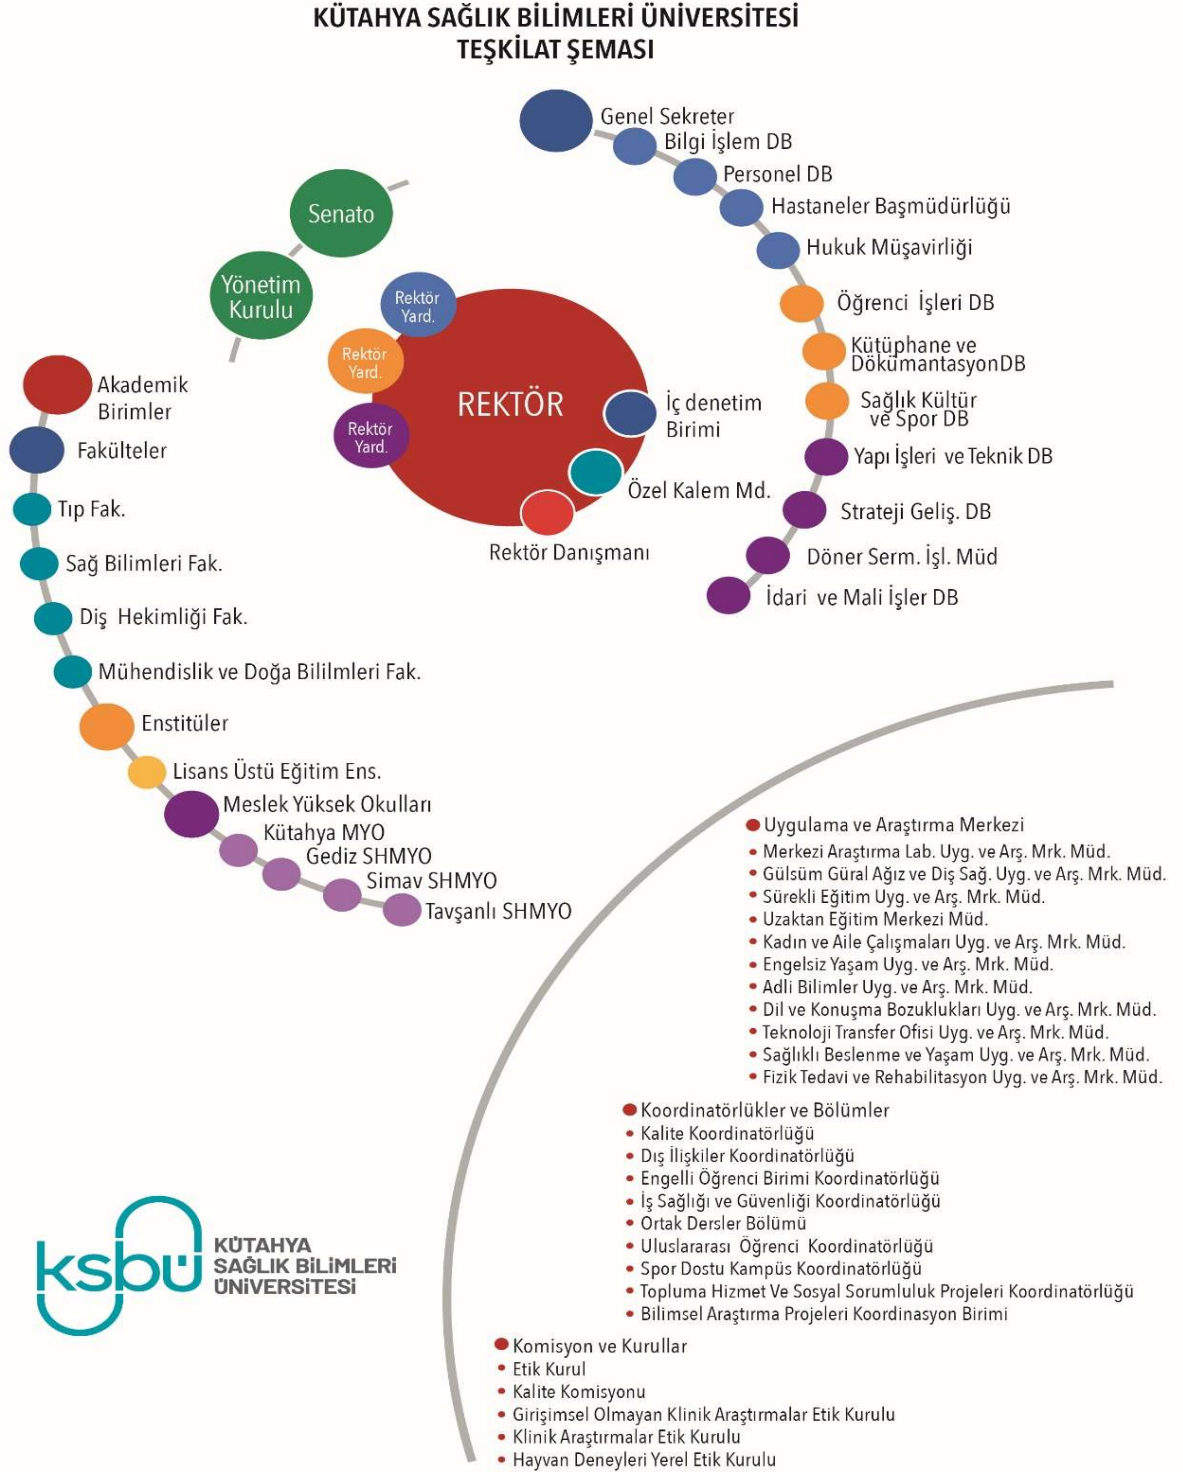 KÜTAHYA SAĞLIK BİLİMLERİ ÜNİVERSİTESİ
TEŞKİLAT ŞEMASI
Genel Sekreter
Bilgi İşlem DB
Personel DB
Hastaneler Başmüdürlüğü
Hukuk Müşavirliği
Öğrenci İşleri DB
Kütüphane ve
DökümantasyonDB
Sağlık Kültür
ve Spor DB
Yapı İşleri ve Teknik DB
Strateji Geliş. DB
Döner Serm. İşl. Müd
İdari ve Mali İşler DB
Senato
Yönetim
Kurulu
Rektör
Yard.
Rektör
Yard.
Rektör
Yard.
REKTÖR
İç denetim
Birimi
Özel Kalem Md.
Rektör Danışmanı
Akademik
Birimler
Fakülteler
Tıp Fak.
Sağ Bilimleri Fak.
Diş Hekimliği Fak.
Mühendislik ve Doğa Bililmleri Fak.
Enstitüler
Lisans Üstü Eğitim Ens.
Meslek Yüksek Okulları
Kütahya MYO
Gediz SHMYO
Simav SHMYO
Tavşanlı SHMYO
Uygulama ve Araştırma Merkezi
Merkezi Araştırma Lab. Uyg. ve Arş. Mrk. Müd.
Gülsüm Güral Ağız ve Diş Sağ. Uyg. ve Arş. Mrk. Müd.
Sürekli Eğitim Uyg. ve Arş. Mrk. Müd.
Uzaktan Eğitim Merkezi Müd.
Kadın ve Aile Çalışmaları Uyg. ve Arş. Mrk. Müd.
Engelsiz Yaşam Uyg. ve Arş. Mrk. Müd.
Adli Bilimler Uyg. ve Arş. Mrk. Müd.
Dil ve Konuşma Bozuklukları Uyg. ve Arş. Mrk. Müd.
Teknoloji Transfer Ofisi Uyg. ve Arş. Mrk. Müd.
Sağlıklı Beslenme ve Yaşam Uyg. ve Arş. Mrk. Müd.
Fizik Tedavi ve Rehabilitasyon Uyg. ve Arş. Mrk. Müd.
Koordinatörlükler ve Bölümler
Kalite Koordinatörlüğü
Dış İlişkiler Koordinatörlüğü
Engelli Öğrenci Birimi Koordinatörlüğü
İş Sağlığı ve Güvenliği Koordinatörlüğü
Ortak Dersler Bölümü
Uluslararası Öğrenci Koordinatörlüğü
Spor Dostu Kampüs Koordinatörlüğü
Topluma Hizmet Ve Sosyal Sorumluluk Projeleri Koordinatörlüğü
Bilimsel Araştırma Projeleri Koordinasyon Birimi
Komisyon ve Kurullar
Etik Kurul
Kalite Komisyonu
Girişimsel Olmayan Klinik Araştırmalar Etik Kurulu
Klinik Araştırmalar Etik Kurulu
Hayvan Deneyleri Yerel Etik Kurulu
ksbü
KÜTAHYA
SAĞLIK BİLİMLERİ
ÜNİVERSİTESİ